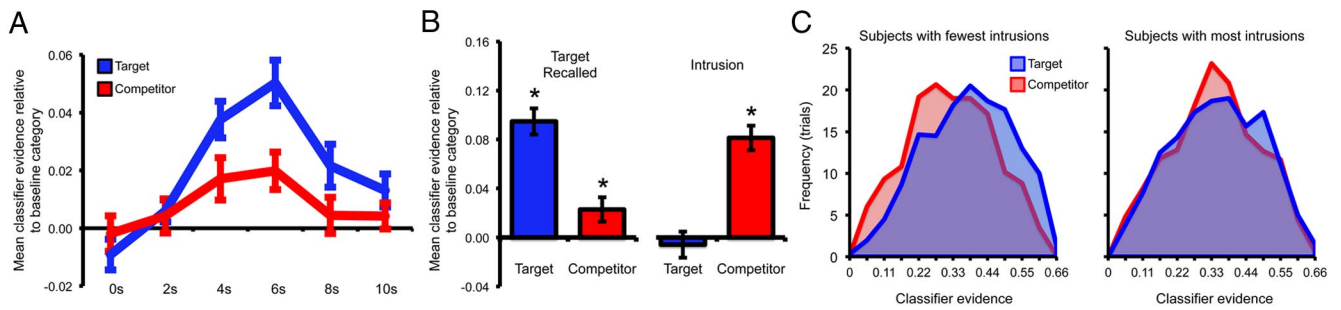 A
Mean classifier evidence relative
to baseline category
0.06
0.04
0.02
0.00
-0.02
Target
Competitor
0s 2s 4s 6s 8s 10s
B
Mean classifier evidence relative
to baseline category
0.16
0.12
0.08
0.04
0.00
-0.04
Target
Recalled
Intrusion
* * *
Target Competitor Target Competitor
C
Subjects with fewest intrusions
Subjects with most intrusions
Target
Competitor
Frequency (trials)
25
20
15
10
5
0
0 0.11 0.22 0.33 0.44 0.55 0.66
0 0.11 0.22 0.33 0.44 0.55 0.66
Classifier evidence
Classifier evidence